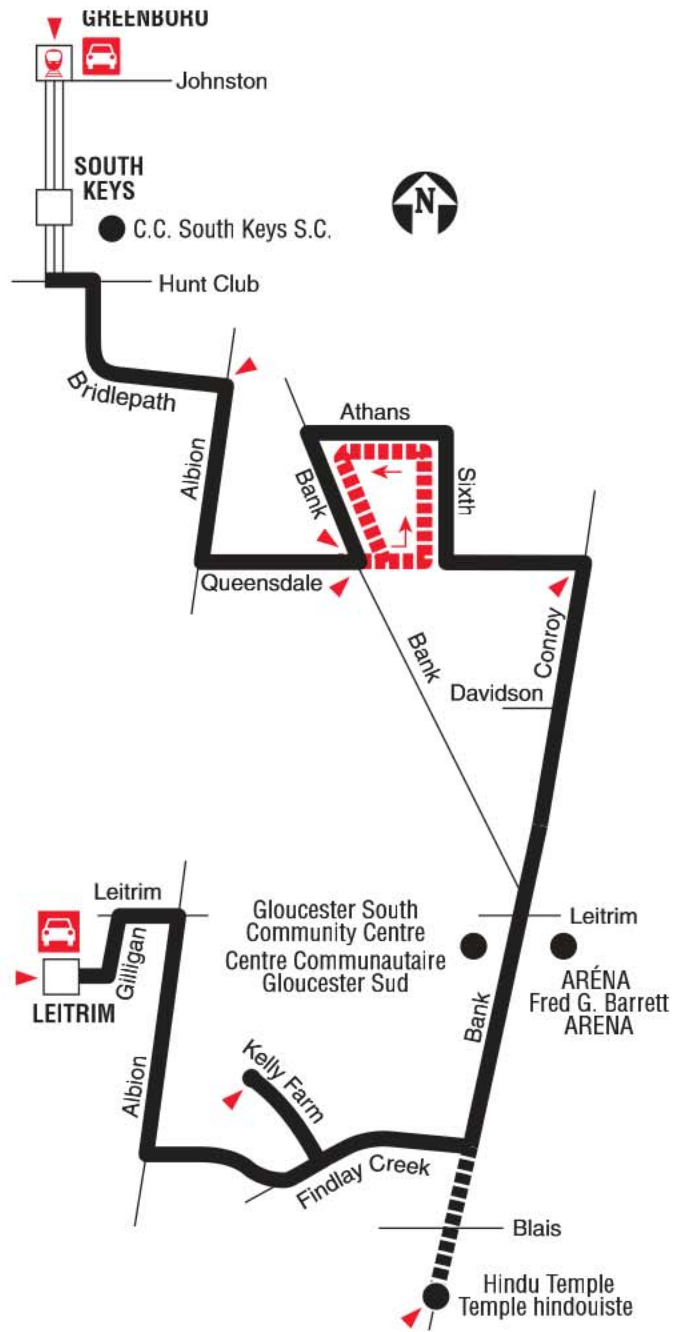 GREENBORO
Johnston
SOUTH
KEYS
C.C. South Keys S.C.
N
Hunt Club
Bridlepath
Albion
Athans
Bank
Sixth
Queensdale
Bank
Conroy
Davidson
Leitrim
Gilligan
LEITRIM
Gloucester South
Community Centre
Centre Communautaire
Gloucester Sud
Leitrim
ARÉNA
Fred G. Barrett
ARENA
Bank
Kelly Farm
Albion
Findlay Creek
Blais
Hindu Temple
Temple hindouiste